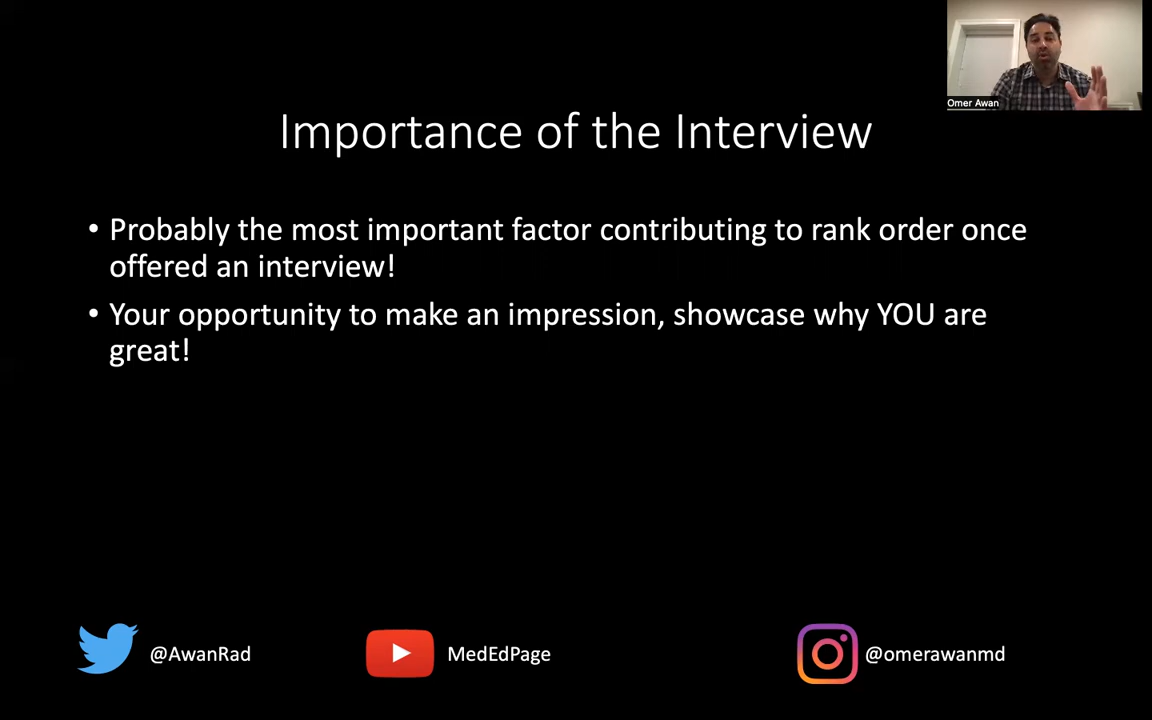 Omer Awan
Importance of the Interview
• Probably the most important factor contributing to rank order once
offered an interview!
• Your opportunity to make an impression, showcase why YOU are
great!
@AwanRad
MedEdPage
@omerawanmd